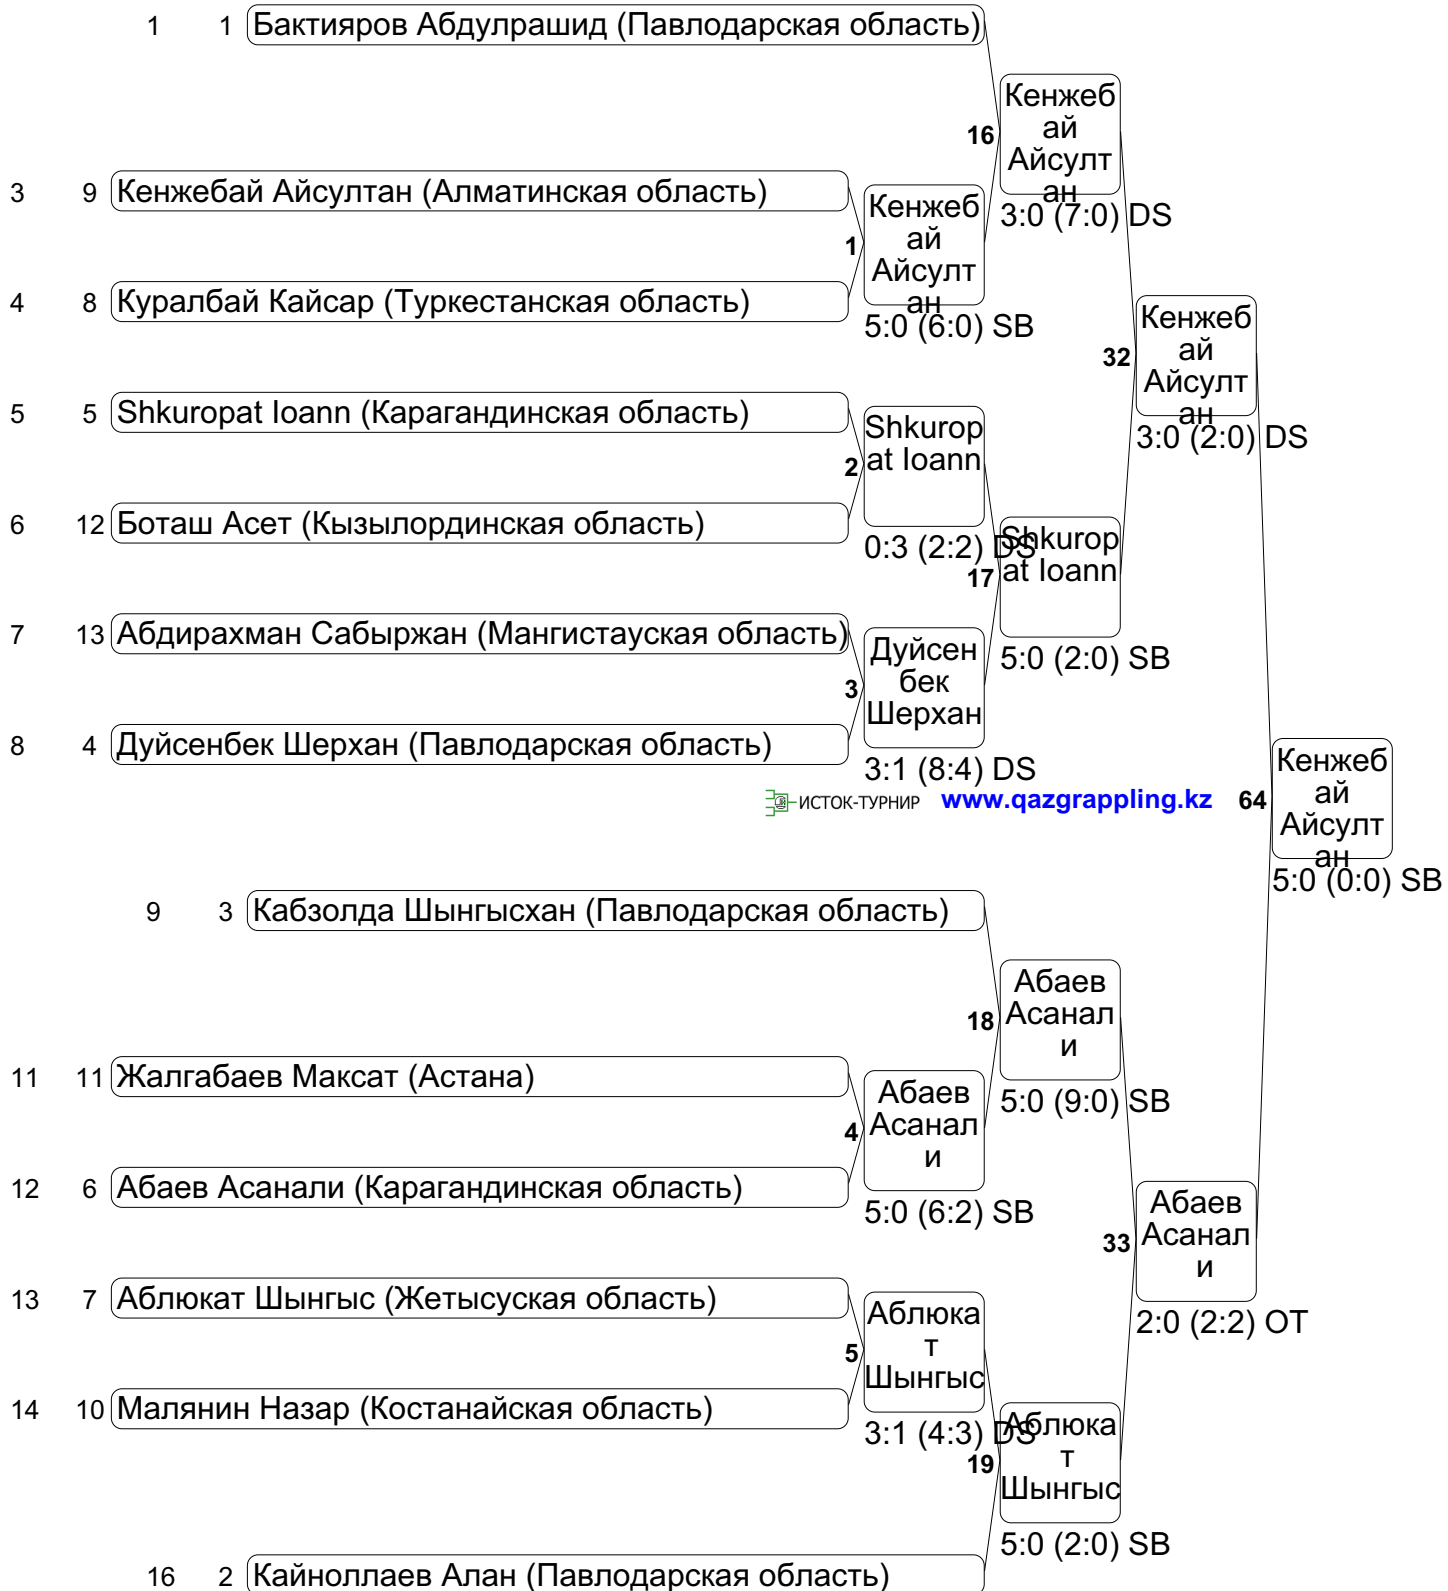 1 1 Бактияров Абдулрашид (Павлодарская область)
Кенжеб
ай
Айсулт
ан
16
3:0 (7:0) DS
3 9 Кенжебай Айсултан (Алматинская область)
Кенжеб
ай
Айсулт
ан
1
5:0 (6:0) SB
4 8 Куралбай Кайсар (Туркестанская область)
Кенжеб
ай
Айсулт
ан
32
3:0 (2:0) DS
5 5 Shkuropat Ioann (Карагандинская область)
Shkurop
at Ioann
2
0:3 (2:2) DS
6 12 Боташ Асет (Кызылординская область)
Shkurop
at Ioann
17
5:0 (2:0) SB
7 13 Абдирахман Сабыржан (Мангистауская область)
Дуйсен
бек
Шерхан
3
3:1 (8:4) DS
8 4 Дуйсенбек Шерхан (Павлодарская область)
ИСТОК-ТУРНИР www.qazgrappling.kz
64
Кенжеб
ай
Айсулт
ан
5:0 (0:0) SB
9 3 Кабзолда Шынгысхан (Павлодарская область)
Абаев
Асанал
и
18
5:0 (9:0) SB
11 11 Жалгабаев Максат (Астана)
Абаев
Асанал
и
4
5:0 (6:2) SB
12 6 Абаев Асанали (Карагандинская область)
Абаев
Асанал
и
33
2:0 (2:2) OT
13 7 Аблюкат Шынгыс (Жетысуская область)
Аблюка
т
Шынгыс
5
3:1 (4:3) DS
14 10 Малянин Назар (Костанайская область)
Аблюка
т
Шынгыс
19
5:0 (2:0) SB
16 2 Кайноллаев Алан (Павлодарская область)